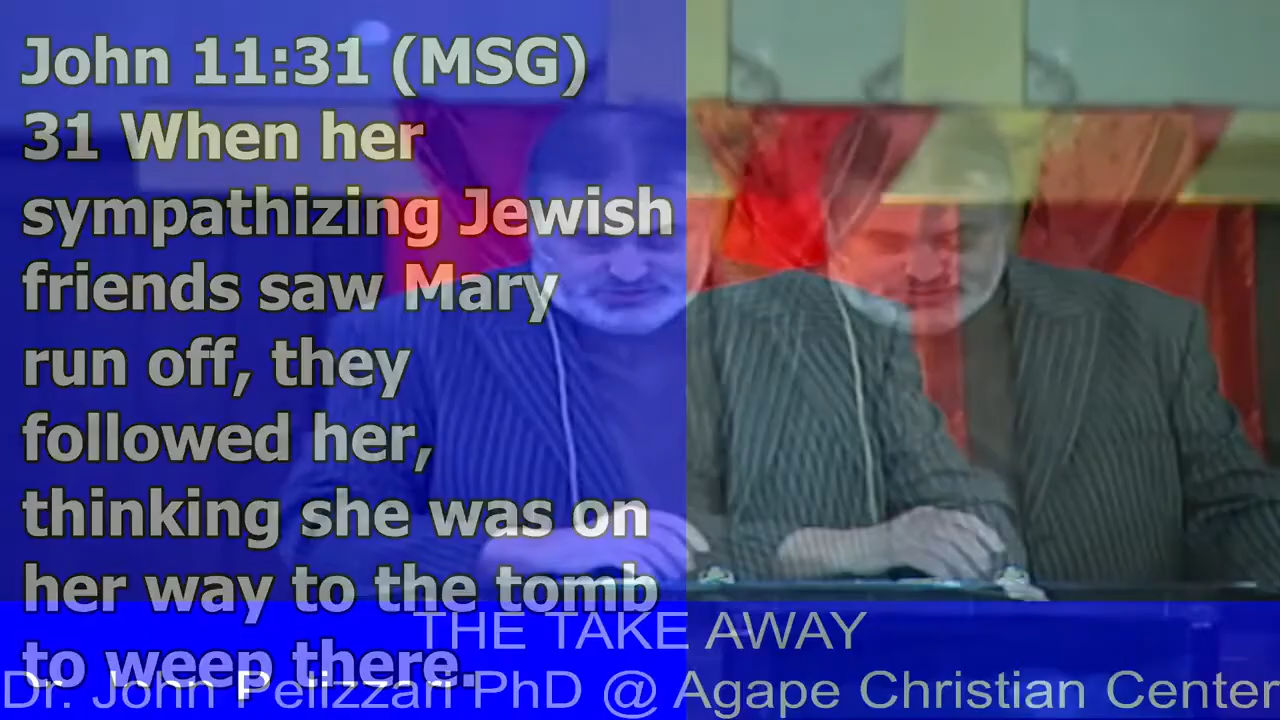 John 11:31 (MSG)
31 When her
sympathizing Jewish
friends saw Mary
run off, they
followed her,
thinking she was on
her way to the tomb
to weep there.
THE TAKE AWAY
Dr. John Pelizzari PhD @ Agape Christian Center